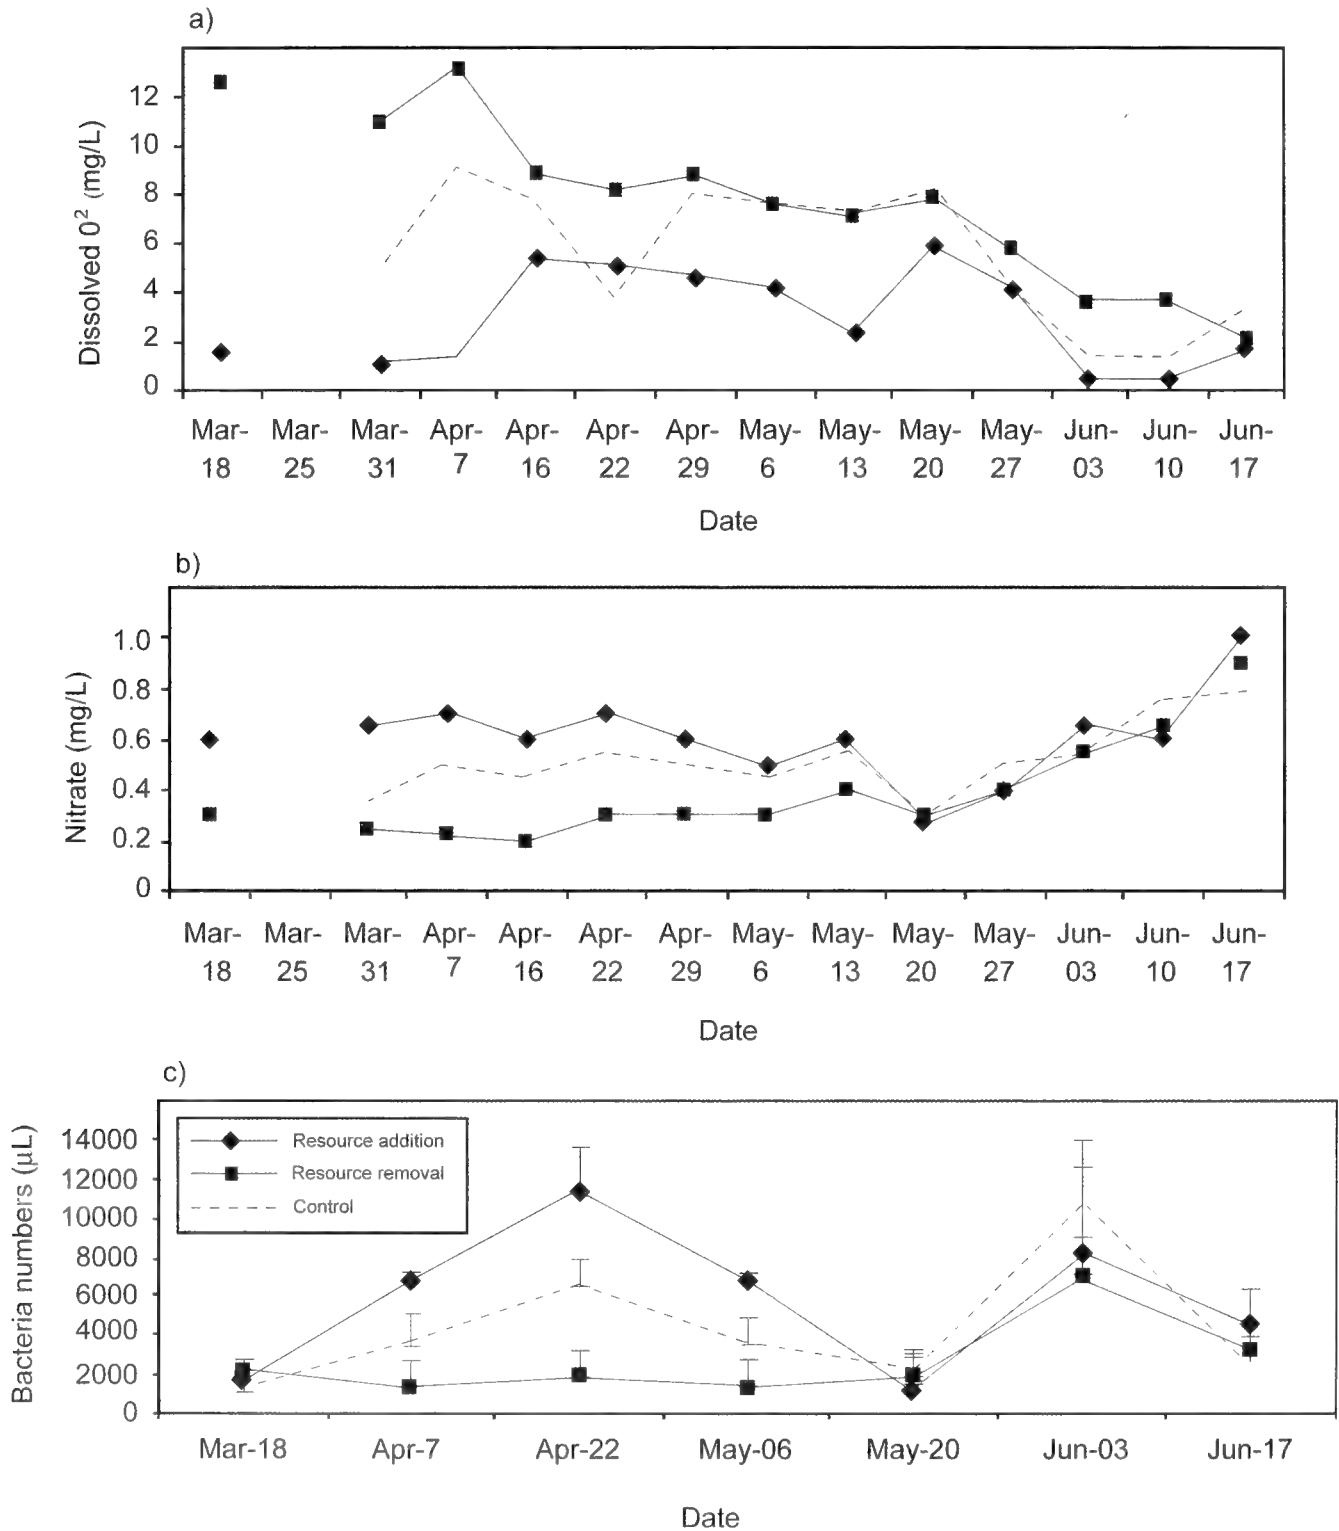 a)
Dissolved 0² (mg/L)
12
10
8
6
4
2
0
Mar- Mar- Mar- Apr- Apr- Apr- Apr- May- May- May- May- Jun- Jun- Jun-
18 25 31 7 16 22 29 6 13 20 27 03 10 17
Date
b)
Nitrate (mg/L)
1.0
0.8
0.6
0.4
0.2
0
Mar- Mar- Mar- Apr- Apr- Apr- Apr- May- May- May- May- Jun- Jun- Jun-
18 25 31 7 16 22 29 6 13 20 27 03 10 17
Date
c)
Bacteria numbers (μL)
14000
12000
10000
8000
6000
4000
2000
0
Resource addition
Resource removal
Control
Mar-18 Apr-7 Apr-22 May-06 May-20 Jun-03 Jun-17
Date